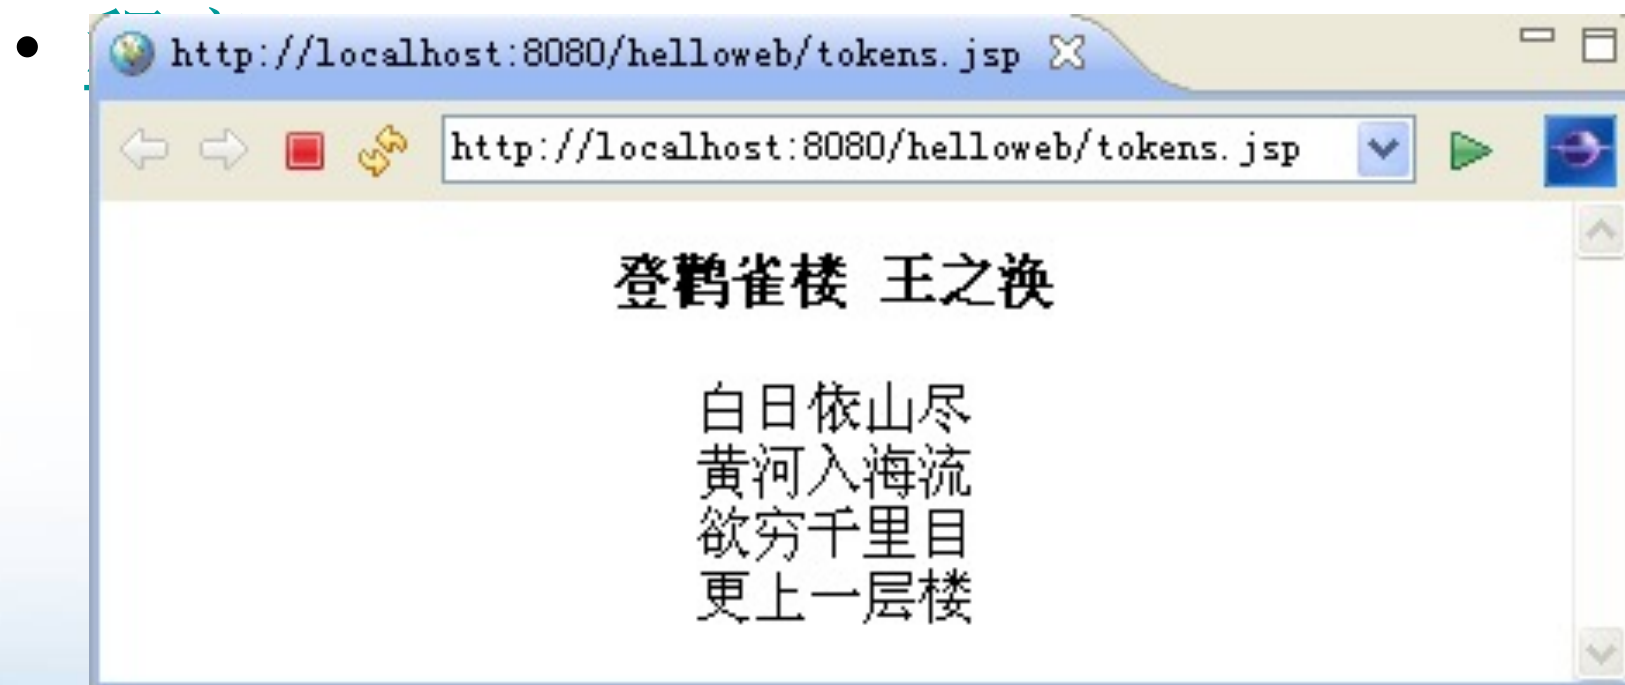 http://localhost:8080/helloweb/tokens.jsp
http://localhost:8080/helloweb/tokens.jsp
登鹳雀楼 王之涣
白日依山尽
黄河入海流
欲穷千里目
更上一层楼